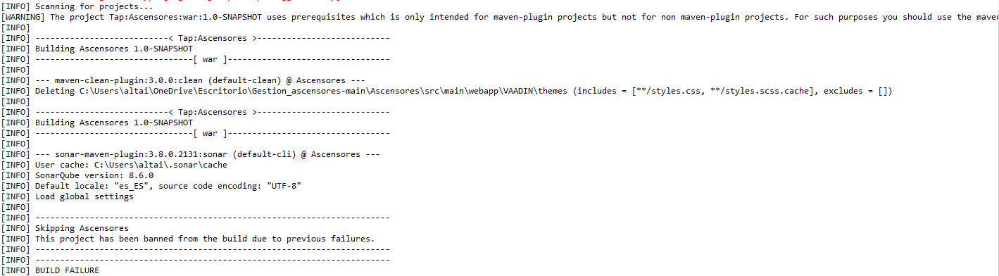 [INFO] Scanning for projects...
[WARNING] The project Tap:Ascensores:war:1.0-SNAPSHOT uses prerequisites which is only intended for maven-plugin projects but not for non maven-plugin projects. For such purposes you should use the
[INFO]
[INFO] ---------------------------< Tap:Ascensores >---------------------------
[INFO] Building Ascensores 1.0-SNAPSHOT
[INFO] --------------------------------[ war ]---------------------------------
[INFO]
[INFO] --- maven-clean-plugin:3.0.0:clean (default-clean) @ Ascensores ---
[INFO] Deleting C:\Users\altai\OneDrive\Escritorio\Gestion_ascensores-main\Ascensores\src\main\webapp\VAADIN\themes (includes = [**/styles.css, **/styles.scss.cache], excludes = [])
[INFO]
[INFO] ---------------------------< Tap:Ascensores >---------------------------
[INFO] Building Ascensores 1.0-SNAPSHOT
[INFO] --------------------------------[ war ]---------------------------------
[INFO]
[INFO] --- sonar-maven-plugin:3.8.0.2131:sonar (default-cli) @ Ascensores ---
[INFO] User cache: C:\Users\altai\.sonar\cache
[INFO] SonarQube version: 8.6.0
[INFO] Default locale: "es_ES", source code encoding: "UTF-8"
[INFO] Load global settings
[INFO]
[INFO] ------------------------------------------------------------------------
[INFO] Skipping Ascensores
[INFO] This project has been banned from the build due to previous failures.
[INFO] ------------------------------------------------------------------------
[INFO] ------------------------------------------------------------------------
[INFO] BUILD FAILURE